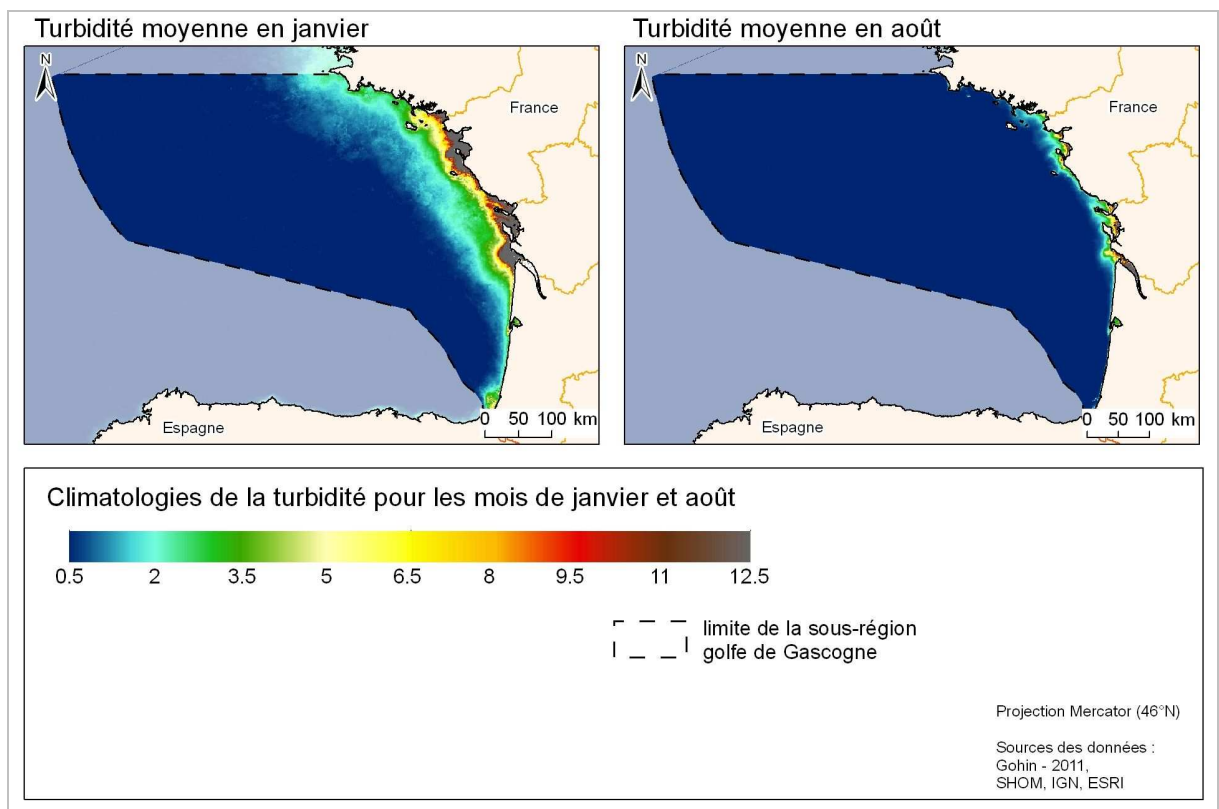 Turbidité moyenne en janvier
N
France
Espagne
0 50 100 km
Turbidité moyenne en août
N
France
Espagne
0 50 100 km
Climatologies de la turbidité pour les mois de janvier et août
0.5 2 3.5 5 6.5 8 9.5 11 12.5
limite de la sous-région
golfe de Gascogne
Projection Mercator (46°N)
Sources des données :
Gohin - 2011,
SHOM, IGN, ESRI